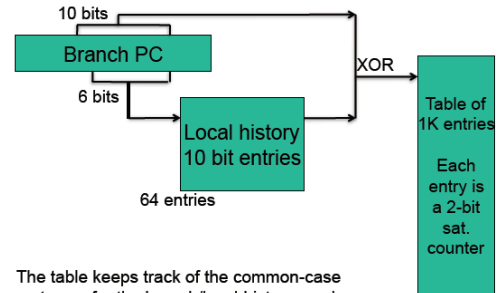 10 bits
Branch PC
XOR
6 bits
Table of
1K entries
Local history
10 bit entries
Each
entry is
a 2-bit
sat.
counter
64 entries
The table keeps track of the common-case